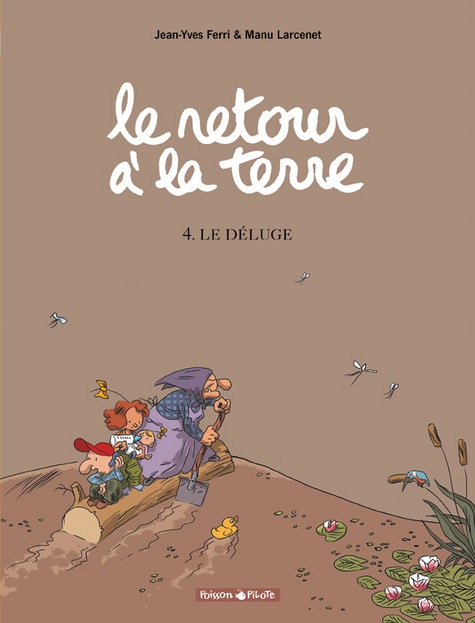 Jean-Yves Ferri & Manu Larcenet
le retour
à la terre
4. LE DÉLUGE
POISSON PILOTE